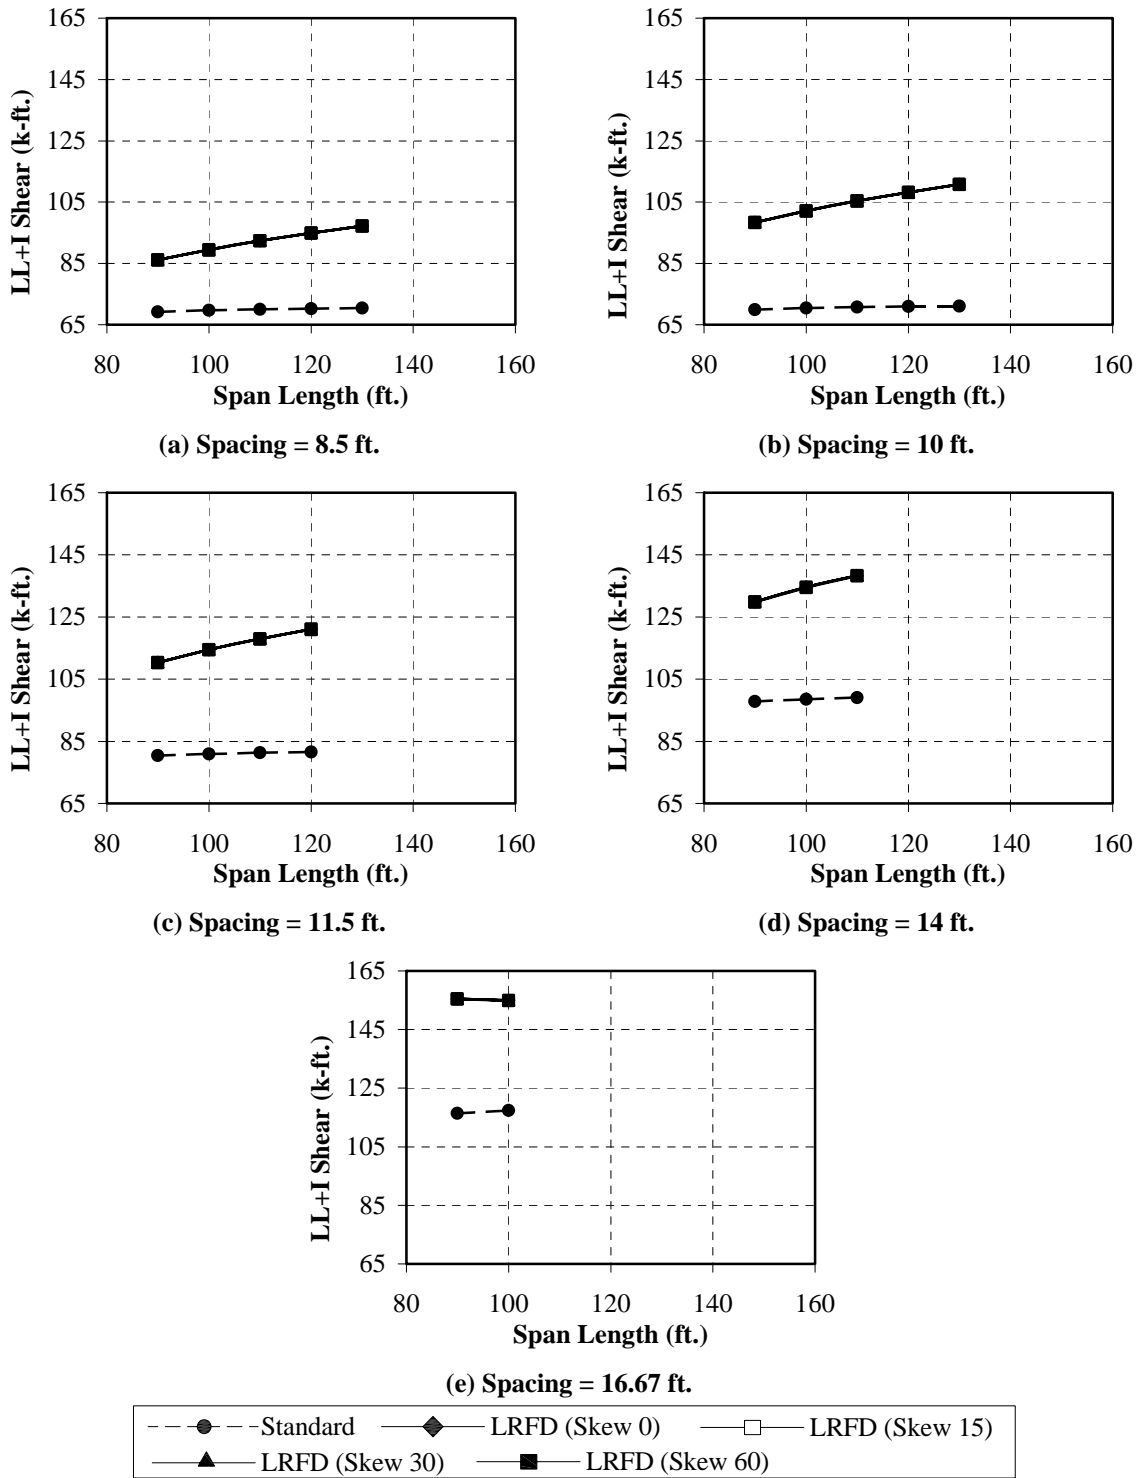 165
145
125
105
85
65
LL+I Shear (k-ft.)
80 100 120 140 160
Span Length (ft.)
(a) Spacing = 8.5 ft.
165
145
125
105
85
65
LL+I Shear (k-ft.)
80 100 120 140 160
Span Length (ft.)
(b) Spacing = 10 ft.
165
145
125
105
85
65
LL+I Shear (k-ft.)
80 100 120 140 160
Span Length (ft.)
(c) Spacing = 11.5 ft.
165
145
125
105
85
65
LL+I Shear (k-ft.)
80 100 120 140 160
Span Length (ft.)
(d) Spacing = 14 ft.
165
145
125
105
85
65
LL+I Shear (k-ft.)
80 100 120 140 160
Span Length (ft.)
(e) Spacing = 16.67 ft.
Standard LRFD (Skew 0) LRFD (Skew 15)
LRFD (Skew 30) LRFD (Skew 60)